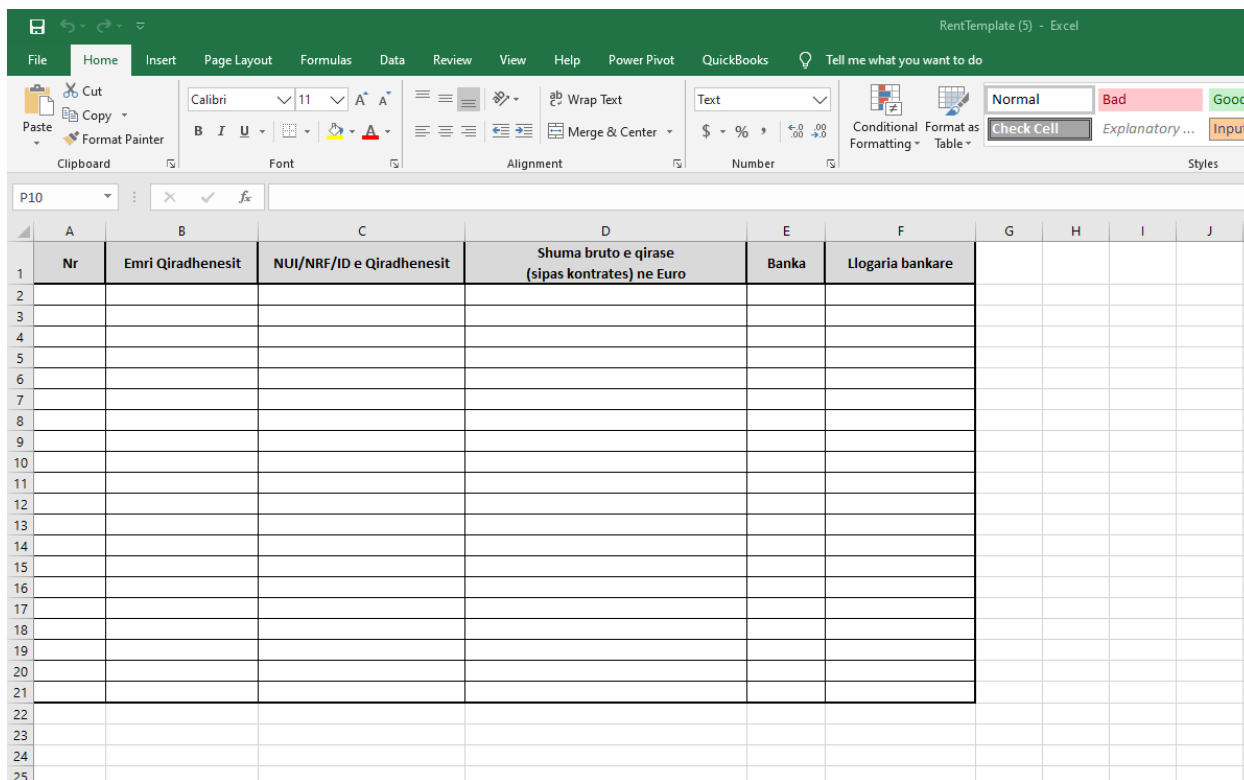 RentTemplate (5) - Excel
File Home Insert Page Layout Formulas Data Review View Help Power Pivot QuickBooks Tell me what you want to do
Cut
Copy
Format Painter
Paste
Clipboard
Calibri 11 A A
B I U A
Font
ab Wrap Text
Merge & Center
Alignment
Text
$ % ,
Number
Conditional Formatting
Format as Table
Normal Bad Good
Check Cell Explanatory ... Input
Styles
P10 fx
A B C D E F G H I J
1 Nr Emri Qiradhenesit NUI/NRF/ID e Qiradhenesit Shuma bruto e qirase Banka Llogaria bankare
(sipas kontrates) ne Euro
2
3
4
5
6
7
8
9
10
11
12
13
14
15
16
17
18
19
20
21
22
23
24
25